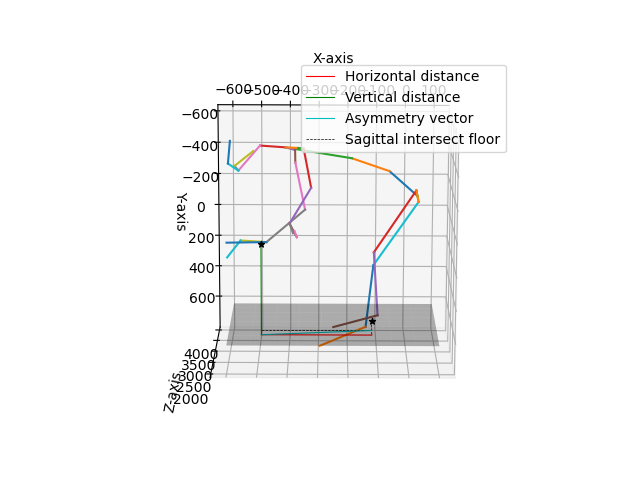 X-axis
−600
−500
−400
−300
−200
−100
0
100
Horizontal distance
Vertical distance
Asymmetry vector
Sagittal intersect floor
−600
−400
−200
0
200
400
600
Y-axis
4000
3500
3000
2500
2000
Z-axis